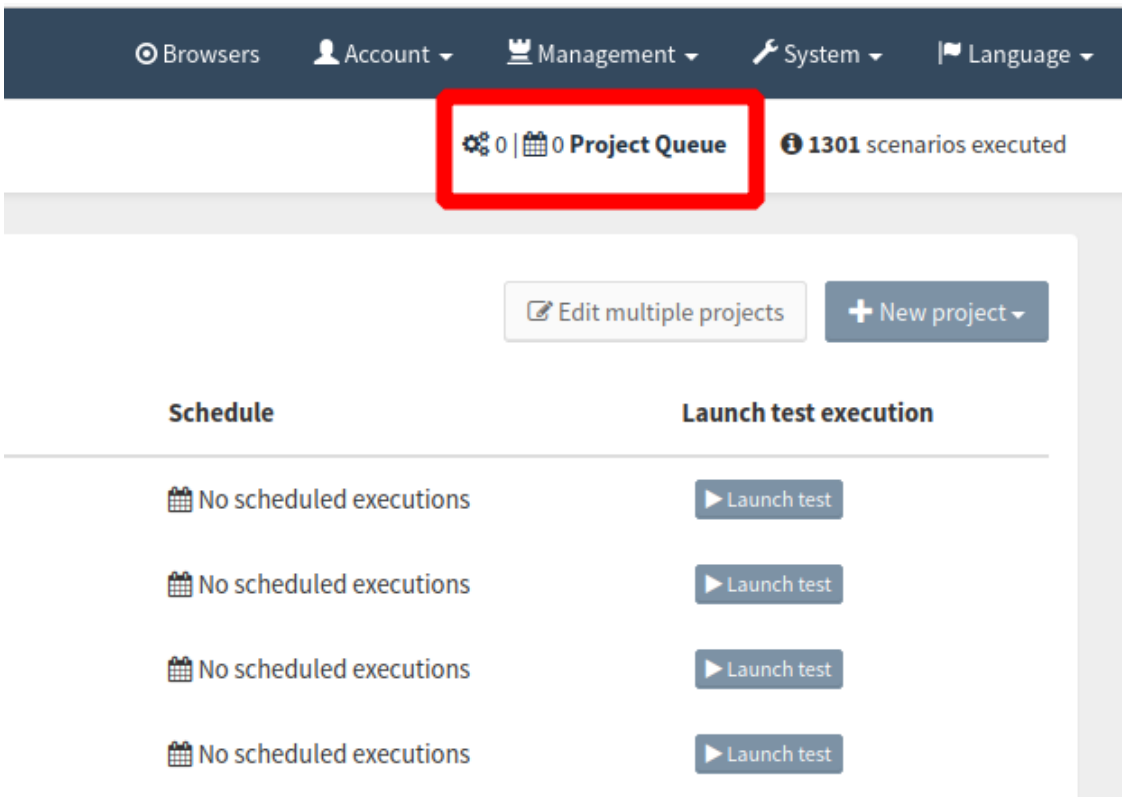 Browsers Account Management System Language
0 | 0 Project Queue 1301 scenarios executed
Edit multiple projects New project
Schedule Launch test execution
No scheduled executions Launch test
No scheduled executions Launch test
No scheduled executions Launch test
No scheduled executions Launch test